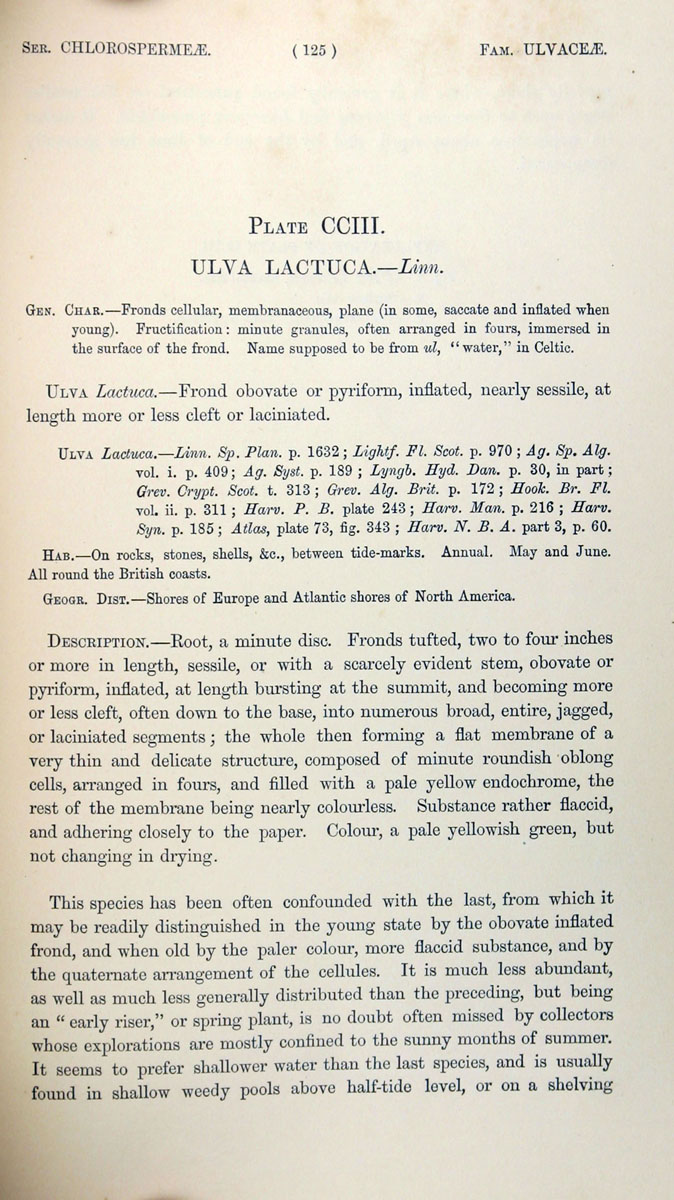 Ser. CHLOROSPERMEÆ. ( 125 ) Fam. ULVACEÆ.
Plate CCIII.
ULVA LACTUCA.—Linn.
Gen. Char.—Fronds cellular, membranaceous, plane (in some, saccate and inflated when
young). Fructification: minute granules, often arranged in fours, immersed in
the surface of the frond. Name supposed to be from ul, "water," in Celtic.
Ulva Lactuca.—Frond obovate or pyriform, inflated, nearly sessile, at
length more or less cleft or laciniated.
Ulva Lactuca.—Linn. Sp. Plan. p. 1632; Lightf. Fl. Scot. p. 970; Ag. Sp. Alg.
vol. i. p. 409; Ag. Syst. p. 189; Lyngb. Hyd. Dan. p. 30, in part;
Grev. Crypt. Scot. t. 313; Grev. Alg. Brit. p. 172; Hook. Br. Fl.
vol. ii. p. 311; Harv. P. B. plate 243; Harv. Man. p. 216; Harv.
Syn. p. 185; Atlas, plate 73, fig. 343; Harv. N. B. A. part 3, p. 60.
Hab.—On rocks, stones, shells, &c., between tide-marks. Annual. May and June.
All round the British coasts.
Geogr. Dist.—Shores of Europe and Atlantic shores of North America.
Description.—Root, a minute disc. Fronds tufted, two to four inches
or more in length, sessile, or with a scarcely evident stem, obovate or
pyriform, inflated, at length bursting at the summit, and becoming more
or less cleft, often down to the base, into numerous broad, entire, jagged,
or laciniated segments; the whole then forming a flat membrane of a
very thin and delicate structure, composed of minute roundish oblong
cells, arranged in fours, and filled with a pale yellow endochrome, the
rest of the membrane being nearly colourless. Substance rather flaccid,
and adhering closely to the paper. Colour, a pale yellowish green, but
not changing in drying.
This species has been often confounded with the last, from which it
may be readily distinguished in the young state by the obovate inflated
frond, and when old by the paler colour, more flaccid substance, and by
the quaternate arrangement of the cellules. It is much less abundant,
as well as much less generally distributed than the preceding, but being
an "early riser," or spring plant, is no doubt often missed by collectors
whose explorations are mostly confined to the sunny months of summer.
It seems to prefer shallower water than the last species, and is usually
found in shallow weedy pools above half-tide level, or on a shelving